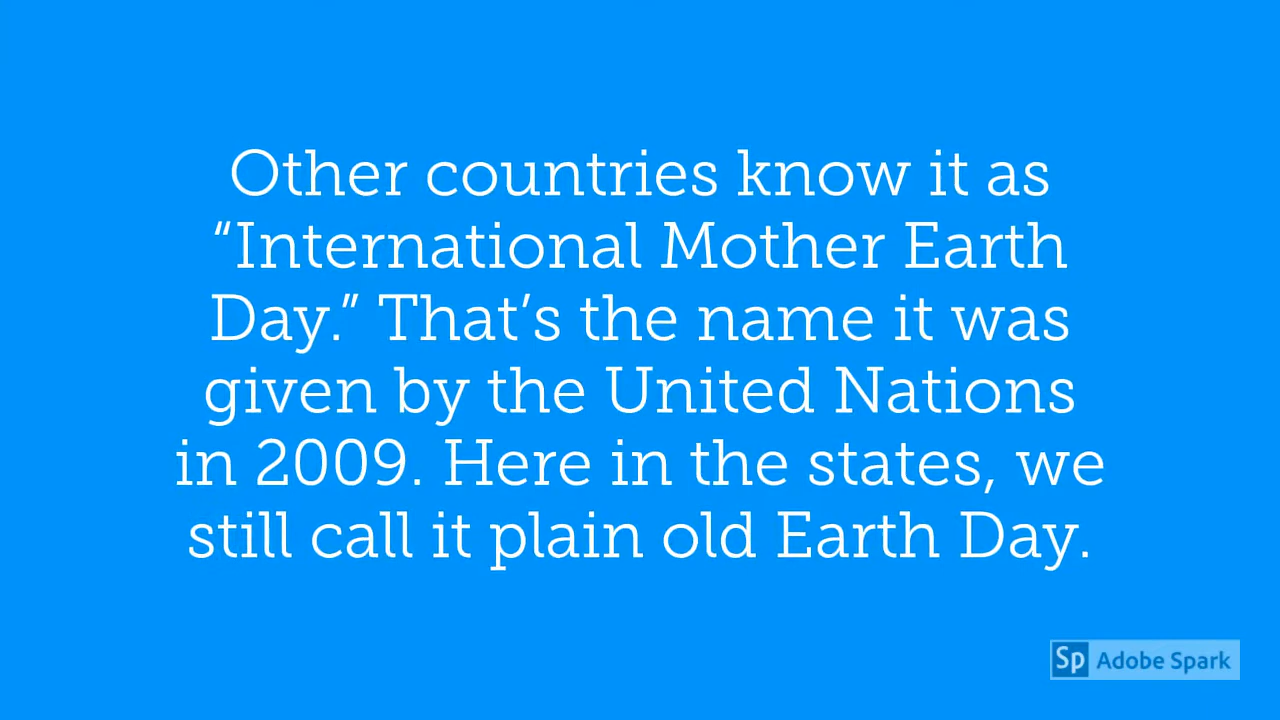 Other countries know it as
“International Mother Earth
Day.” That’s the name it was
given by the United Nations
in 2009. Here in the states, we
still call it plain old Earth Day.
Sp Adobe Spark